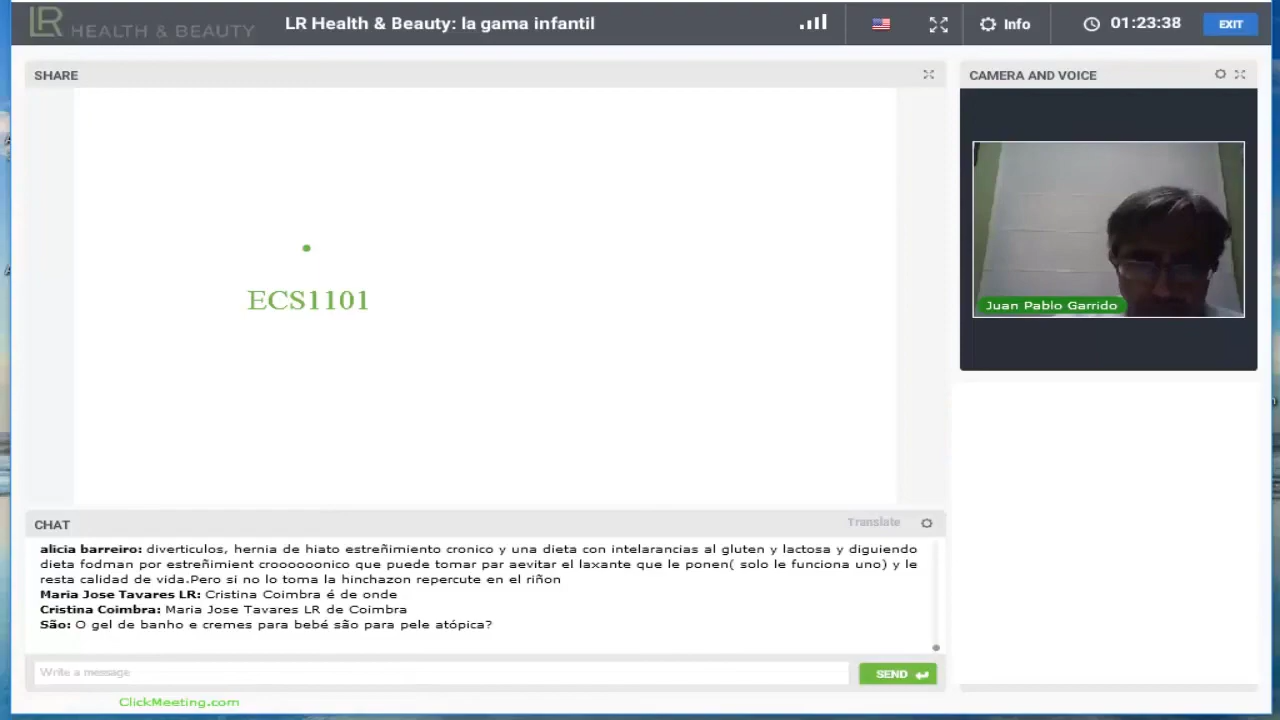 LR HEALTH & BEAUTY
LR Health & Beauty: la gama infantil
Info
01:23:38
EXIT
SHARE
CAMERA AND VOICE
ECS1101
Juan Pablo Garrido
CHAT
Translate
alicia barreiro: diverticulos, hernia de hiato estreñimiento cronico y una dieta con intelarancias al gluten y lactosa y diguiendo
dieta fodman por estreñimient croooooonico que puede tomar par aevitar el laxante que le ponen( solo le funciona uno) y le
resta calidad de vida.Pero si no lo toma la hinchazon repercute en el riñon
Maria Jose Tavares LR: Cristina Coimbra é de onde
Cristina Coimbra: Maria Jose Tavares LR de Coimbra
São: O gel de banho e cremes para bebé são para pele atópica?
Write a message
SEND
ClickMeeting.com